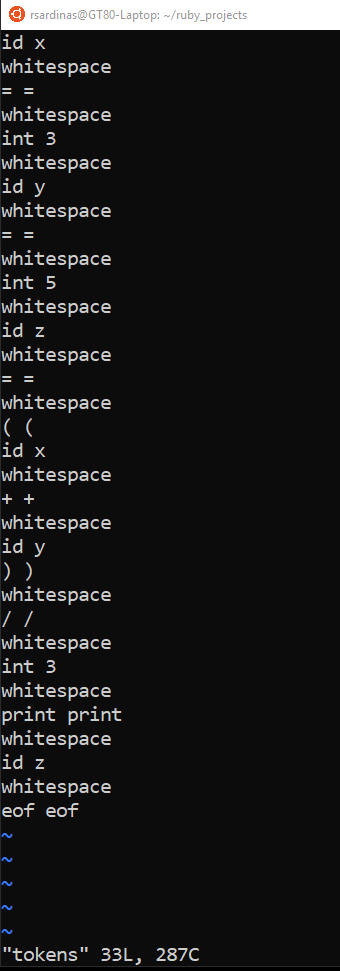 rsardinas@GT80-Laptop: ~/ruby_projects
id x
whitespace
= =
whitespace
int 3
whitespace
id y
whitespace
= =
whitespace
int 5
whitespace
id z
whitespace
= =
whitespace
( (
id x
whitespace
+ +
whitespace
id y
) )
whitespace
/ /
whitespace
int 3
whitespace
print print
whitespace
id z
whitespace
eof eof
~
~
~
~
~
"tokens" 33L, 287C